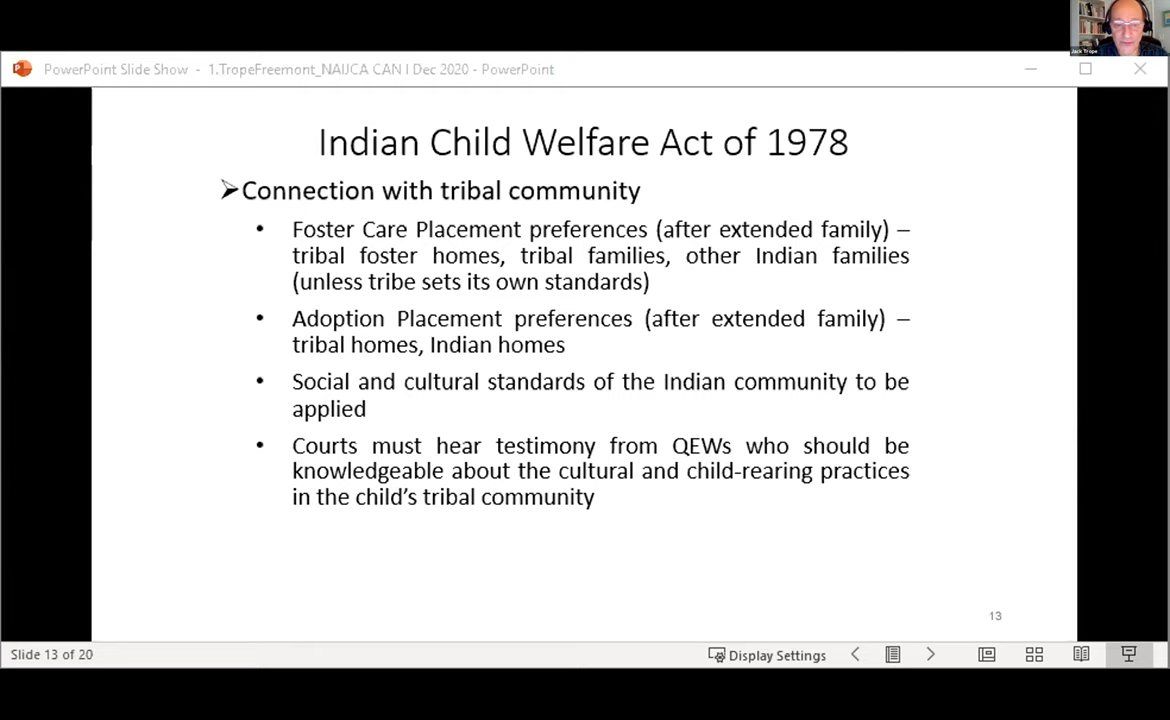 Jack Trope
PowerPoint Slide Show - 1.TropeFreemont_NAIJCA CAN I Dec 2020 - PowerPoint
Indian Child Welfare Act of 1978
➢Connection with tribal community
• Foster Care Placement preferences (after extended family) –
tribal foster homes, tribal families, other Indian families
(unless tribe sets its own standards)
• Adoption Placement preferences (after extended family) –
tribal homes, Indian homes
• Social and cultural standards of the Indian community to be
applied
• Courts must hear testimony from QEWs who should be
knowledgeable about the cultural and child-rearing practices
in the child's tribal community
13
Slide 13 of 20
Display Settings